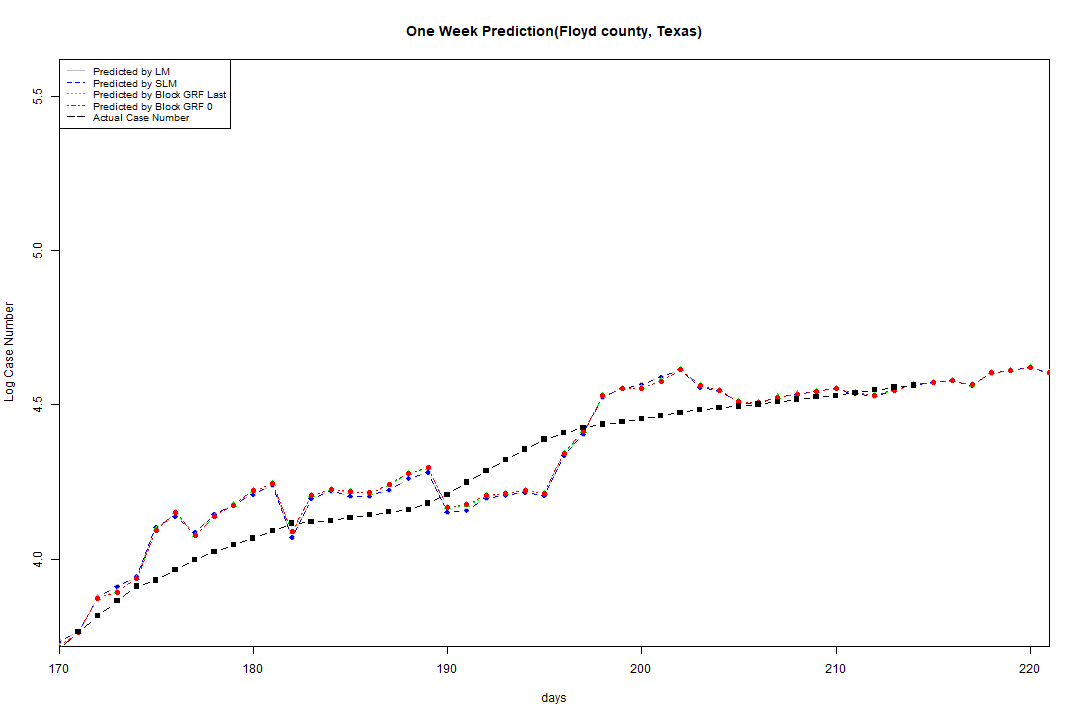 One Week Prediction(Floyd county, Texas)
Predicted by LM
Predicted by SLM
Predicted by Block GRF Last
Predicted by Block GRF 0
Actual Case Number
5.5
5.0
4.5
4.0
Log Case Number
170 180 190 200 210 220
days